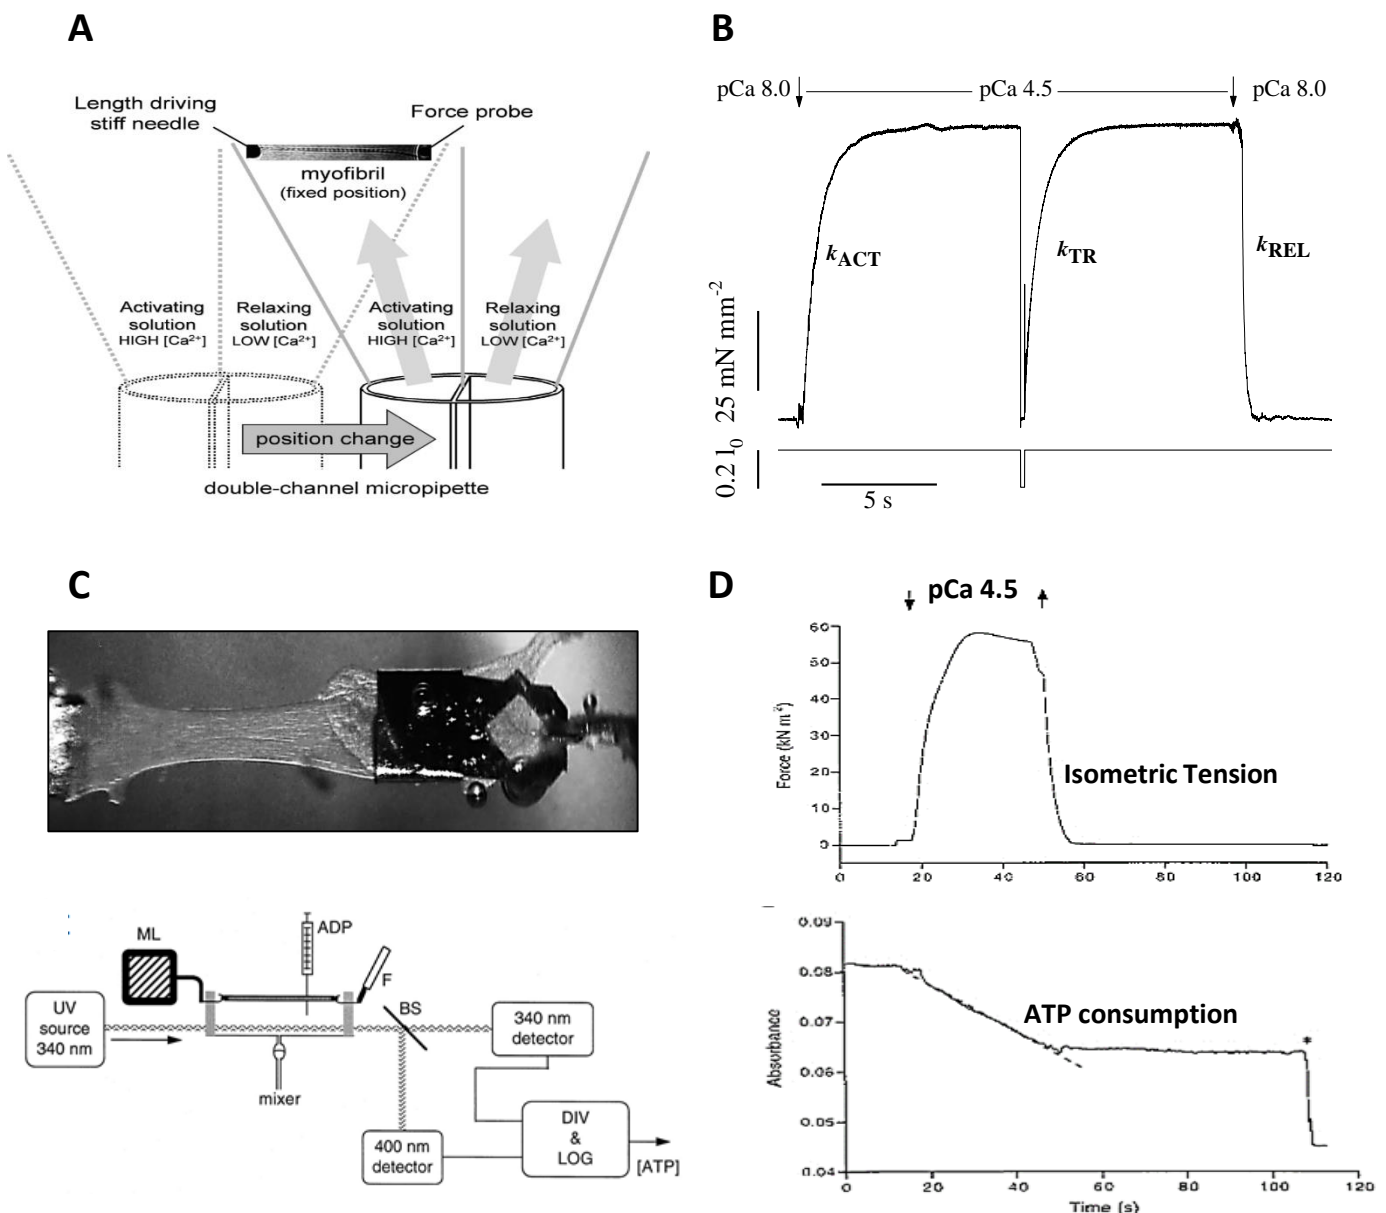 A
Length driving
stiff needle
Force probe
myofibril
(fixed position)
Activating
solution
HIGH [Ca2+]
Relaxing
solution
LOW [Ca2+]
Activating
solution
HIGH [Ca2+]
Relaxing
solution
LOW [Ca2+]
position change
double-channel micropipette
B
pCa 8.0
pCa 4.5
pCa 8.0
kACT
kTR
kREL
25 mN mm-2
0.2 l0
5 s
C
ML
ADP
F
BS
UV
source
340 nm
340 nm
detector
mixer
400 nm
detector
DIV
&
LOG
[ATP]
D
pCa 4.5
60
50
40
30
20
10
0
Force (kN m-2)
Isometric Tension
0 20 40 60 80 100 120
0.09
0.08
0.07
0.06
0.05
0.04
Absorbance
ATP consumption
*
0 20 40 60 80 100 120
Time (s)